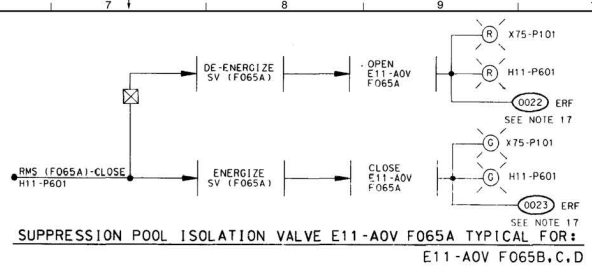 7
8
9
DE-ENERGIZE
SV (F065A)
OPEN
E11-AOV
F065A
R
X75-P101
R
H11-P601
0022
ERF
SEE NOTE 17
RMS (F065A)-CLOSE
H11-P601
ENERGIZE
SV (F065A)
CLOSE
E11-AOV
F065A
G
X75-P101
G
H11-P601
0023
ERF
SEE NOTE 17
SUPPRESSION POOL ISOLATION VALVE E11-AOV F065A TYPICAL FOR:
E11-AOV F065B,C,D